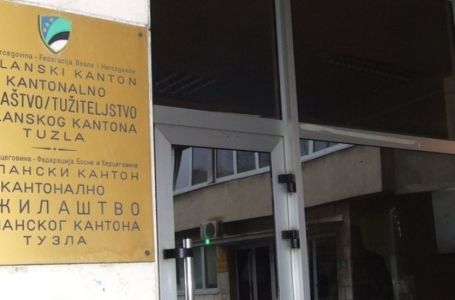 ercegovina - Federacija Bosne i Hercegovine
LANSKI KANTON
KANTONALNO
AŠTVO/TUŽITELJSTVO
LANSKOG KANTONA
TUZLA
цеговина - Федерација Босне и Херцеговине
ЛАНСКИ КАНТОН
КАНТОНАЛНО
ЖИЛАШТВО
ЛАНСКОГ КАНТОНА
ТУЗЛА